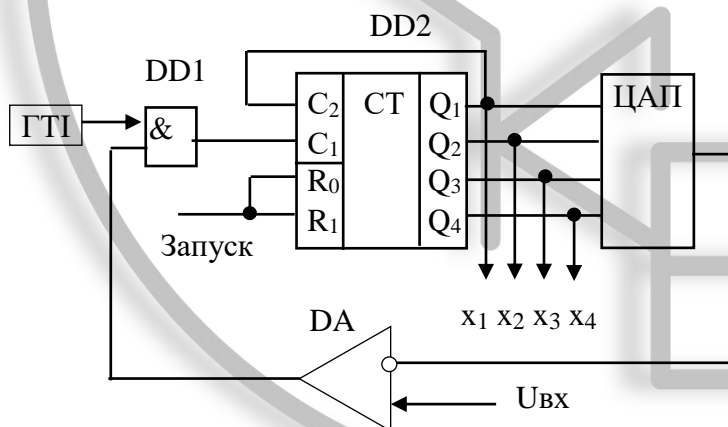 DD2
DD1
ГТІ
&
C₂
C₁
R₀
R₁
СТ
Q₁
Q₂
Q₃
Q₄
ЦАП
Запуск
x₁ x₂ x₃ x₄
DA
Uвх